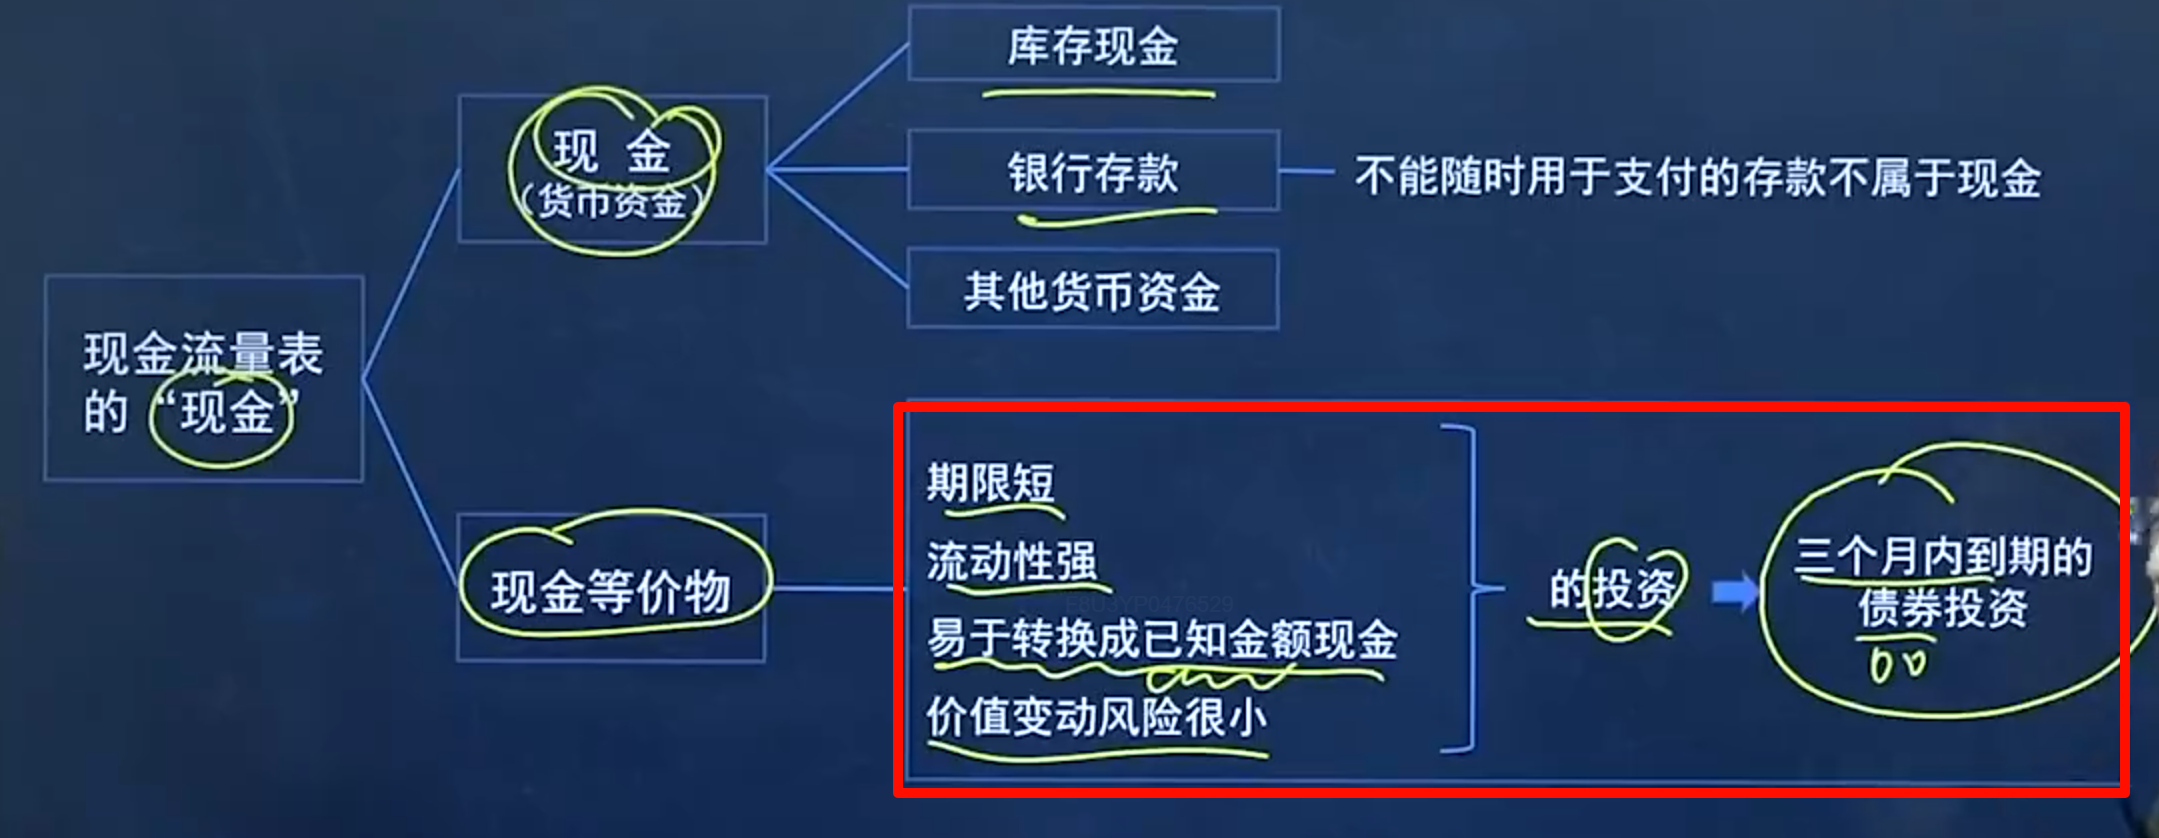 库存现金
现 金
（货币资金）
银行存款
不能随时用于支付的存款不属于现金
其他货币资金
现金流量表
的“现金”
现金等价物
期限短
流动性强
易于转换成已知金额现金
价值变动风险很小
的投资
三个月内到期的
债券投资
E8U3YP0476529